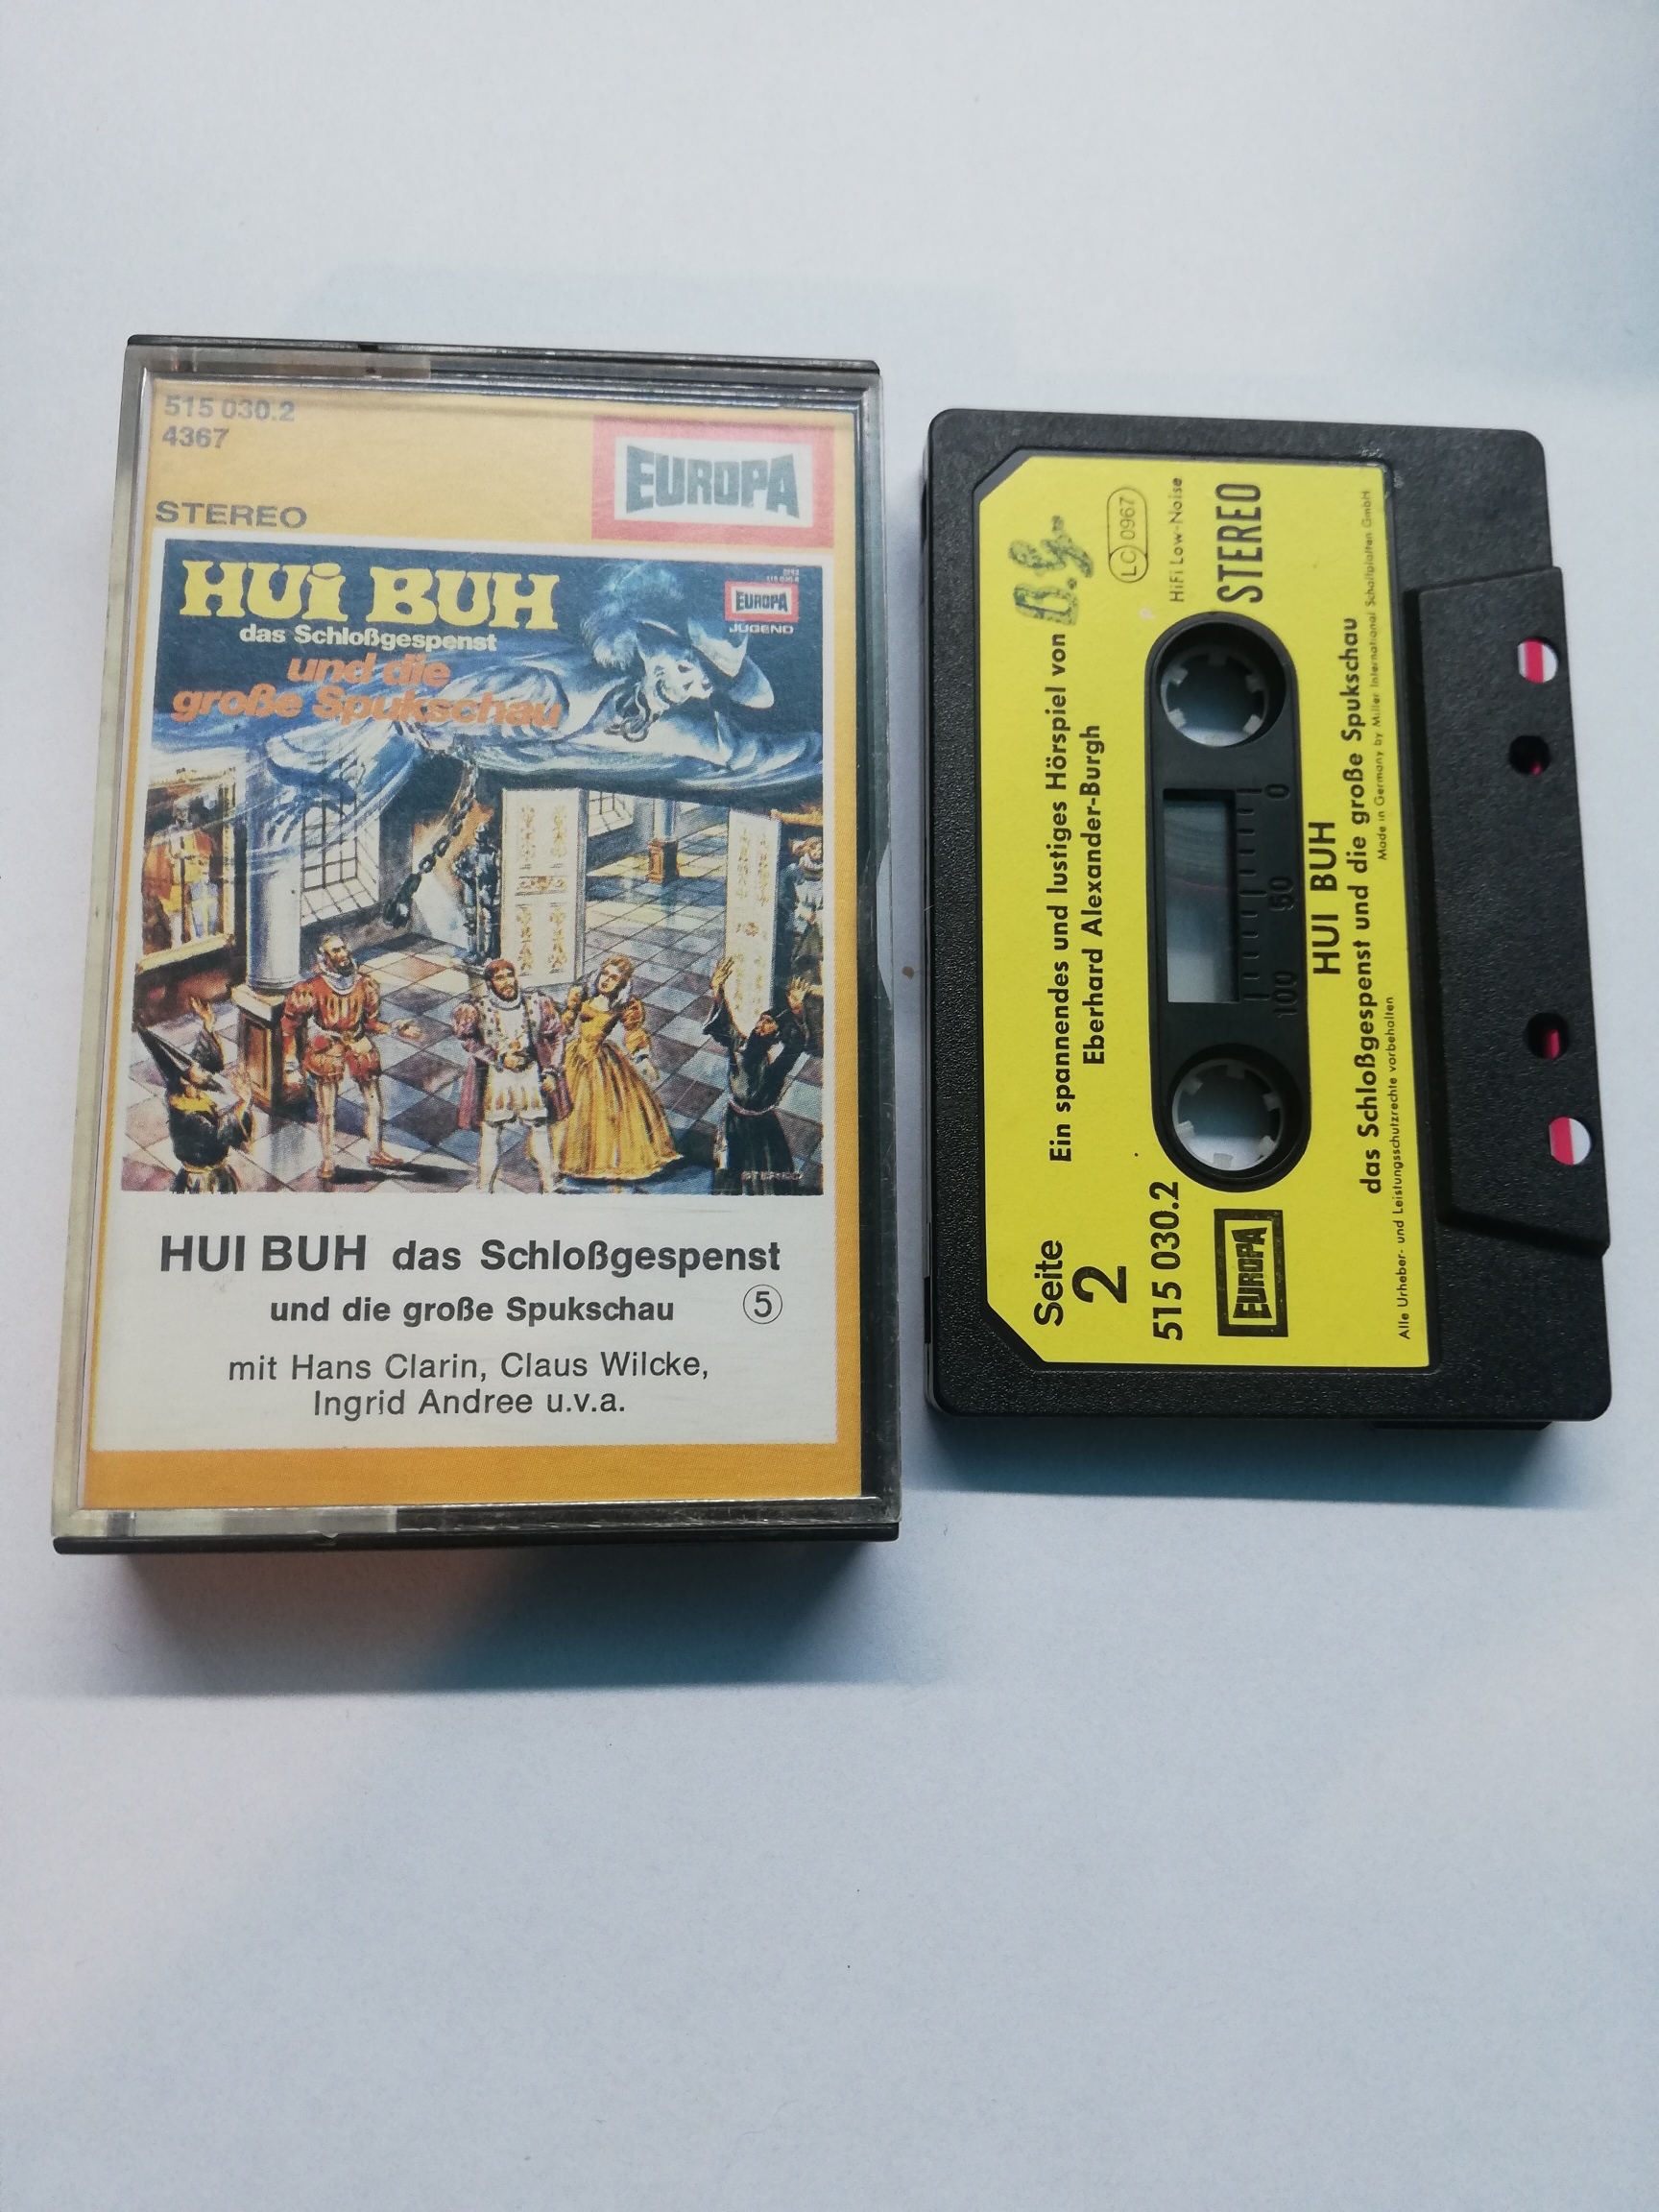 515 030.2
4367
STEREO
EUROPA
HUi BUH
das Schloßgespenst
und die
große Spukschau
EUROPA
JUGEND
STEREO
HUI BUH das Schloßgespenst
und die große Spukschau 5
mit Hans Clarin, Claus Wilcke,
Ingrid Andree u.v.a.
Seite
2
515 030.2
EUROPA
Ein spannendes und lustiges Hörspiel von
Eberhard Alexander-Burgh
B.y.
LC 0967
HiFi Low-Noise
STEREO
100 50 0
HUI BUH
das Schloßgespenst und die große Spukschau
Made in Germany by Miller International Schallplatten GmbH
Alle Urheber- und Leistungsschutzrechte vorbehalten